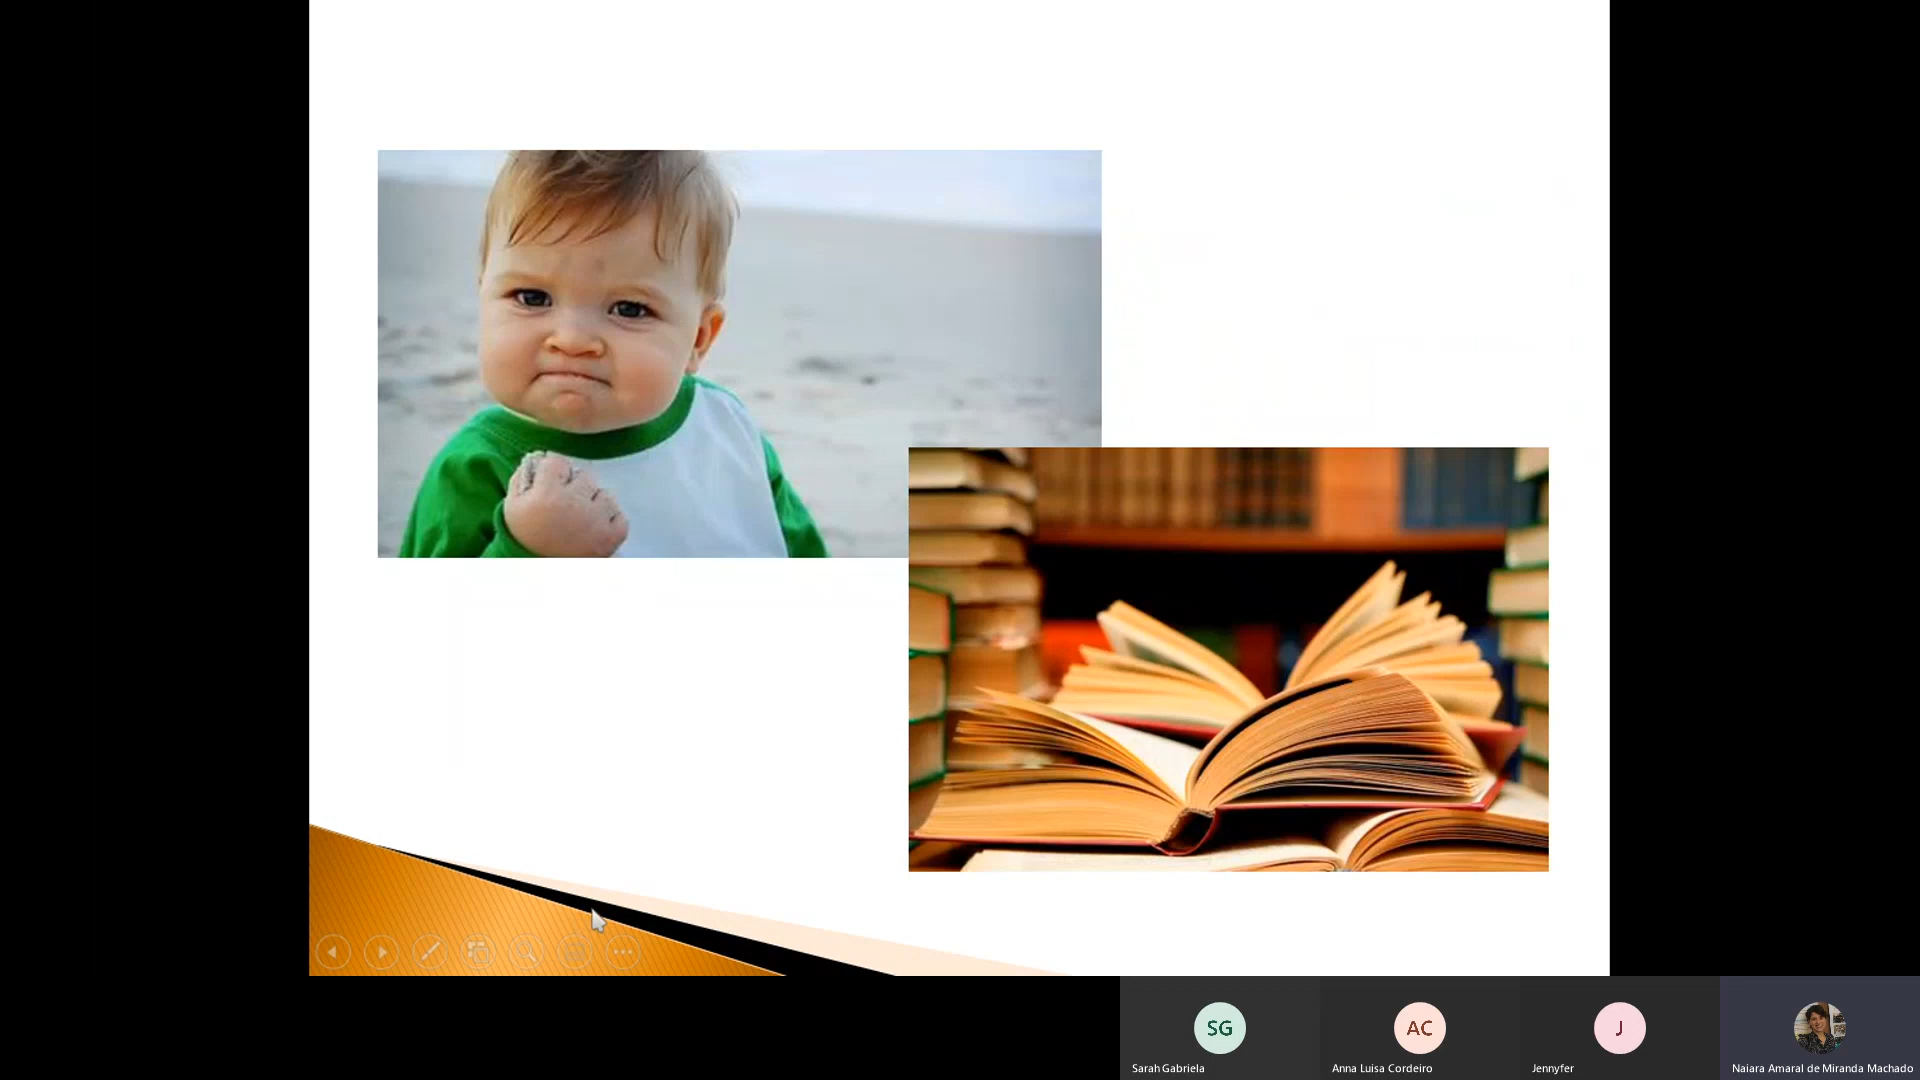 SG
AC
J
Sarah Gabriela
Anna Luisa Cordeiro
Jennyfer
Naiara Amaral de Miranda Machado